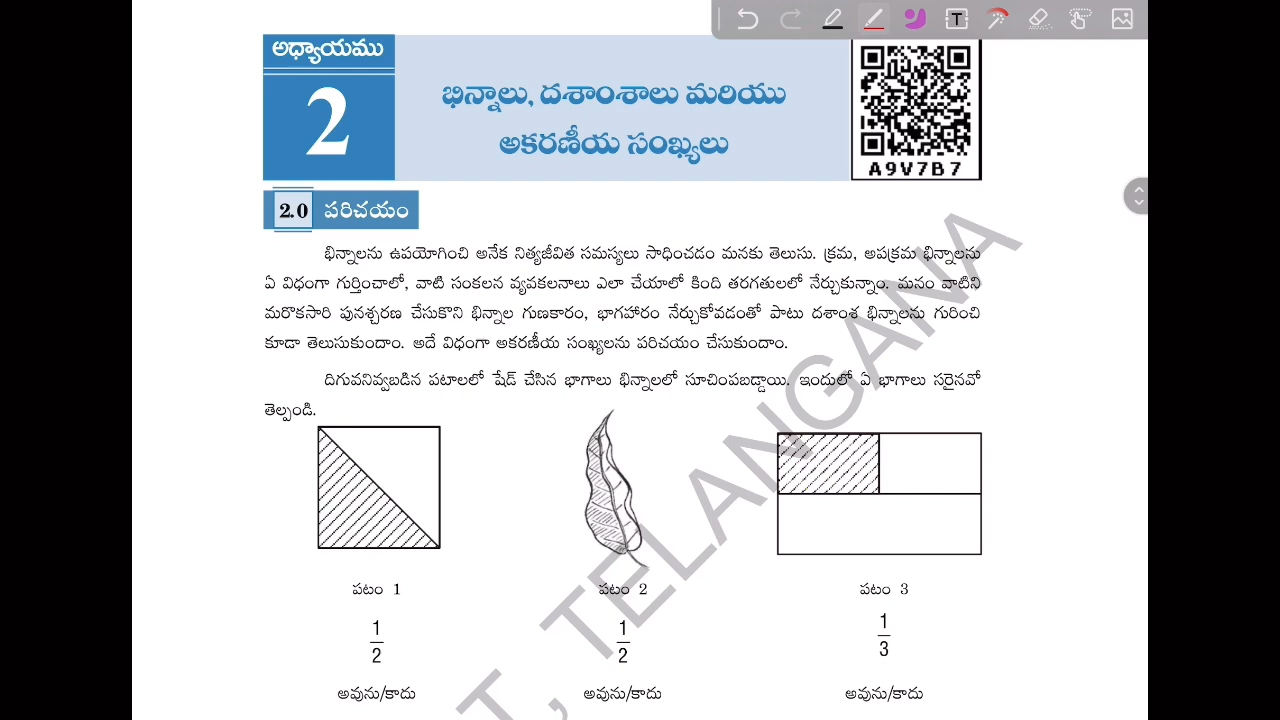 అధ్యాయము
2
భిన్నాలు, దశాంశాలు మరియు
అకరణీయ సంఖ్యలు
A9V7B7
2.0 పరిచయం
భిన్నాలను ఉపయోగించి అనేక నిత్యజీవిత సమస్యలు సాధించడం మనకు తెలుసు. క్రమ, అపక్రమ భిన్నాలను
ఏ విధంగా గుర్తించాలో, వాటి సంకలన వ్యవకలనాలు ఎలా చేయాలో కింది తరగతులలో నేర్చుకున్నాం. మనం వాటిని
మరొకసారి పునశ్చరణ చేసుకొని భిన్నాల గుణకారం, భాగహారం నేర్చుకోవడంతో పాటు దశాంశ భిన్నాలను గురించి
కూడా తెలుసుకుందాం. అదే విధంగా అకరణీయ సంఖ్యలను పరిచయం చేసుకుందాం.
దిగువనివ్వబడిన పటాలలో షేడ్ చేసిన భాగాలు భిన్నాలలో సూచింపబడ్డాయి. ఇందులో ఏ భాగాలు సరైనవో
తెల్పండి.
పటం 1 పటం 2 పటం 3
1/2 1/2 1/3
అవును/కాదు అవును/కాదు అవును/కాదు
T, TELANGANA
T